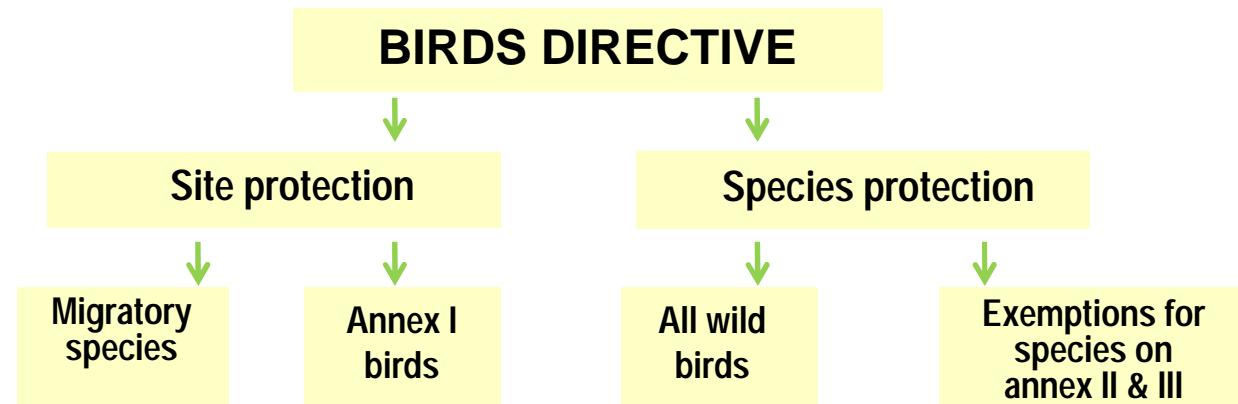 BIRDS DIRECTIVE
Site protection
Species protection
Migratory
species
Annex I
birds
All wild
birds
Exemptions for
species on
annex II & III